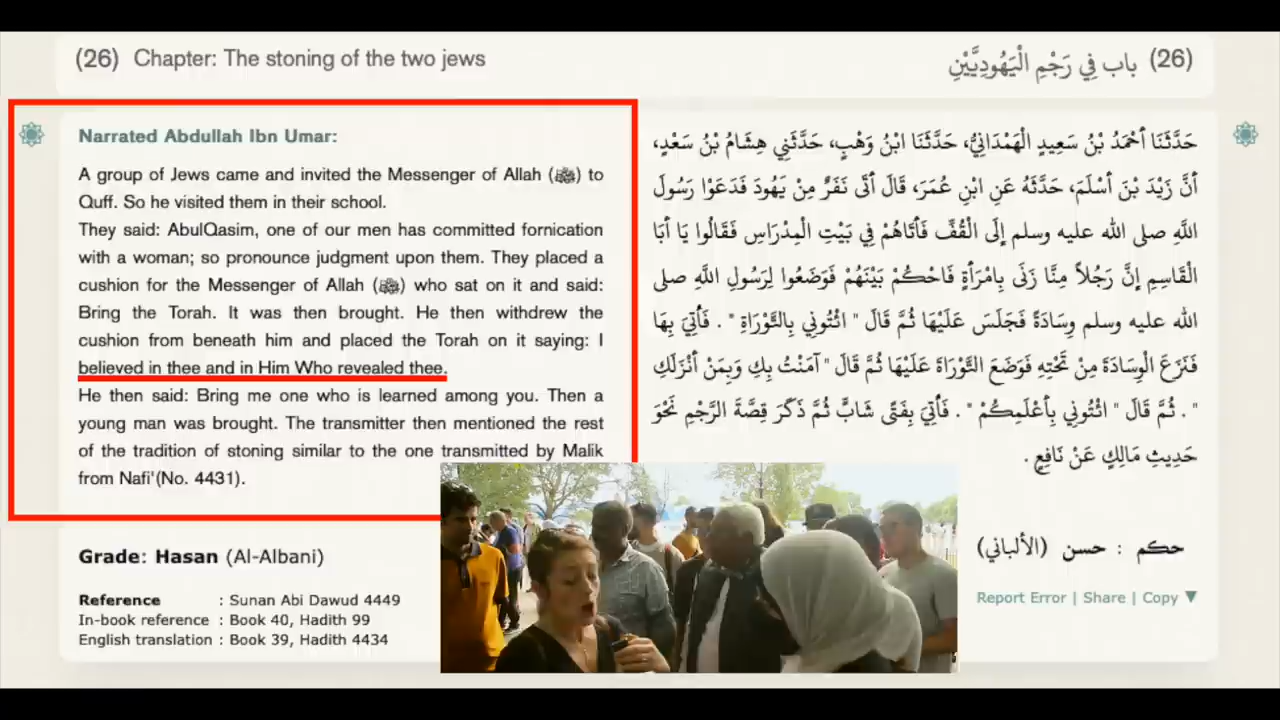 (26) Chapter: The stoning of the two jews
(26) باب فِي رَجْمِ الْيَهُودِيَّيْنِ
Narrated Abdullah Ibn Umar:
A group of Jews came and invited the Messenger of Allah (ﷺ) to
Quff. So he visited them in their school.
They said: AbulQasim, one of our men has committed fornication
with a woman; so pronounce judgment upon them. They placed a
cushion for the Messenger of Allah (ﷺ) who sat on it and said:
Bring the Torah. It was then brought. He then withdrew the
cushion from beneath him and placed the Torah on it saying: I
believed in thee and in Him Who revealed thee.
He then said: Bring me one who is learned among you. Then a
young man was brought. The transmitter then mentioned the rest
of the tradition of stoning similar to the one transmitted by Malik
from Nafi'(No. 4431).
حَدَّثَنَا أَحْمَدُ بْنُ سَعِيدٍ الْهَمْدَانِيُّ، حَدَّثَنَا ابْنُ وَهْبٍ، حَدَّثَنِي هِشَامُ بْنُ سَعْدٍ،
أَنَّ زَيْدَ بْنَ أَسْلَمَ، حَدَّثَهُ عَنِ ابْنِ عُمَرَ، قَالَ أَتَى نَفَرٌ مِنْ يَهُودَ فَدَعَوْا رَسُولَ
اللَّهِ صلى الله عليه وسلم إِلَى الْقُفِّ فَأَتَاهُمْ فِي بَيْتِ الْمِدْرَاسِ فَقَالُوا يَا أَبَا
الْقَاسِمِ إِنَّ رَجُلاً مِنَّا زَنَى بِامْرَأَةٍ فَاحْكُمْ بَيْنَهُمْ فَوَضَعُوا لِرَسُولِ اللَّهِ صلى
الله عليه وسلم وِسَادَةً فَجَلَسَ عَلَيْهَا ثُمَّ قَالَ " ائْتُونِي بِالتَّوْرَاةِ " . فَأُتِيَ بِهَا
فَنَزَعَ الْوِسَادَةَ مِنْ تَحْتِهِ فَوَضَعَ التَّوْرَاةَ عَلَيْهَا ثُمَّ قَالَ " آمَنْتُ بِكِ وَبِمَنْ أَنْزَلَكِ
" . ثُمَّ قَالَ " ائْتُونِي بِأَعْلَمِكُمْ " . فَأُتِيَ بِفَتًى شَابٍّ ثُمَّ ذَكَرَ قِصَّةَ الرَّجْمِ نَحْوَ
حَدِيثِ مَالِكٍ عَنْ نَافِعٍ .
Grade: Hasan (Al-Albani)
حكم : حسن (الألباني)
Reference : Sunan Abi Dawud 4449
In-book reference : Book 40, Hadith 99
English translation : Book 39, Hadith 4434
Report Error | Share | Copy ▼